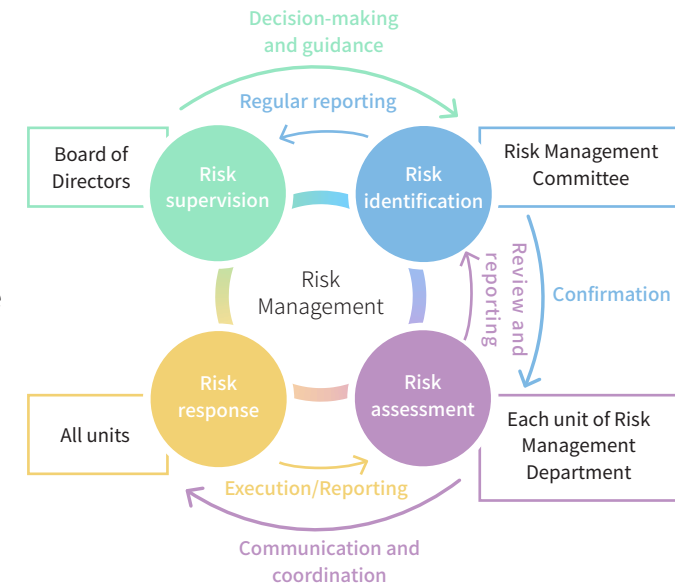 Decision-making
and guidance
Regular reporting
Board of
Directors
Risk
supervision
Risk
identification
Risk Management
Committee
Risk
Management
Review and
reporting
Confirmation
Risk
response
Risk
assessment
All units
Each unit of Risk
Management
Department
Execution/Reporting
Communication and
coordination